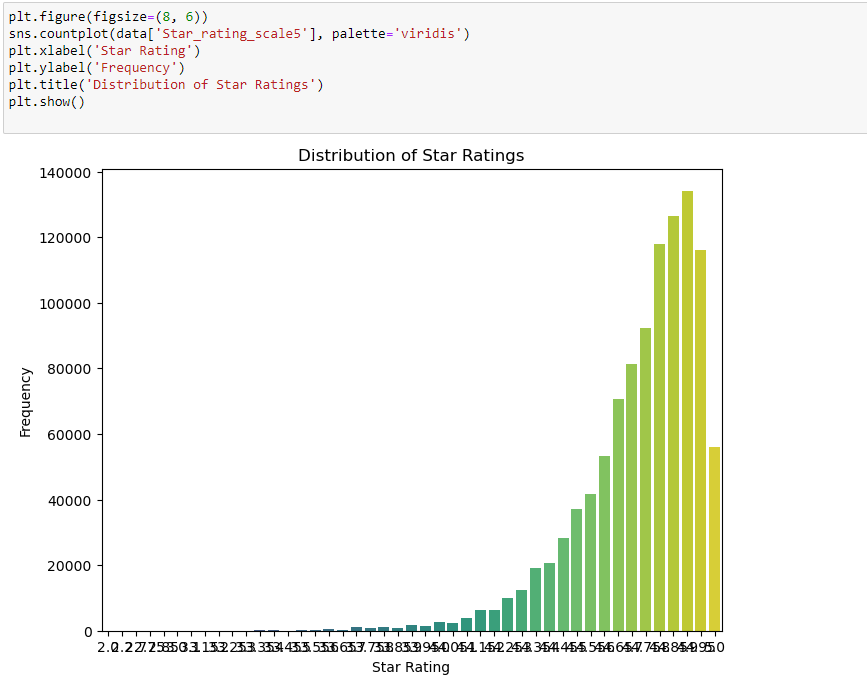 plt.figure(figsize=(8, 6))
sns.countplot(data['Star_rating_scale5'], palette='viridis')
plt.xlabel('Star Rating')
plt.ylabel('Frequency')
plt.title('Distribution of Star Ratings')
plt.show()
Distribution of Star Ratings
140000
120000
100000
80000
60000
40000
20000
0
Frequency
Star Rating